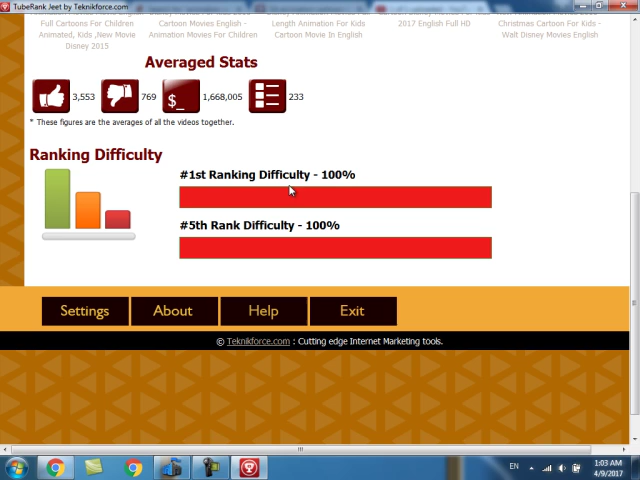 TubeRank Jeet by Teknikforce.com
Full Cartoons For Children
Animated, Kids ,New Movie
Disney 2015
Cartoon Movies English -
Animation Movies For Children
Length Animation For Kids
Cartoon Movie In English
2017 English Full HD
Christmas Cartoon For Kids -
Walt Disney Movies English
Averaged Stats
3,553
769
$_
1,668,005
233
* These figures are the averages of all the videos together.
Ranking Difficulty
#1st Ranking Difficulty - 100%
#5th Rank Difficulty - 100%
Settings
About
Help
Exit
© Teknikforce.com : Cutting edge Internet Marketing tools.
EN
1:03 AM
4/9/2017